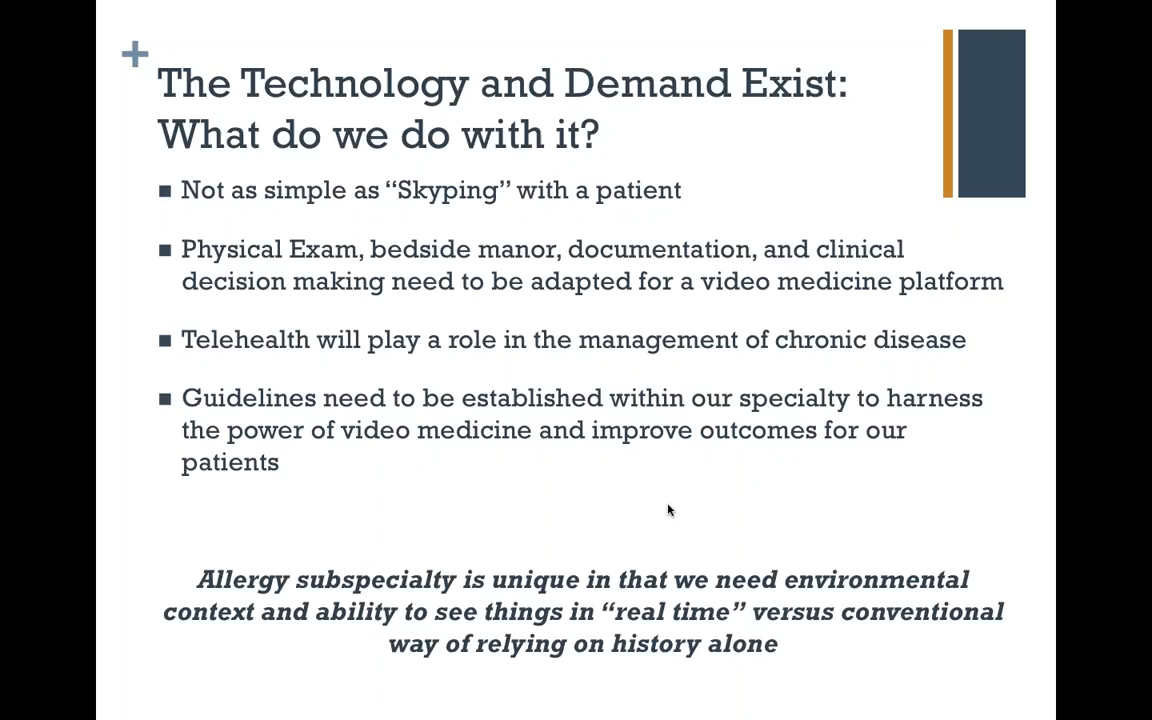 +
The Technology and Demand Exist:
What do we do with it?
■ Not as simple as “Skyping” with a patient
■ Physical Exam, bedside manor, documentation, and clinical
decision making need to be adapted for a video medicine platform
■ Telehealth will play a role in the management of chronic disease
■ Guidelines need to be established within our specialty to harness
the power of video medicine and improve outcomes for our
patients
Allergy subspecialty is unique in that we need environmental
context and ability to see things in “real time” versus conventional
way of relying on history alone